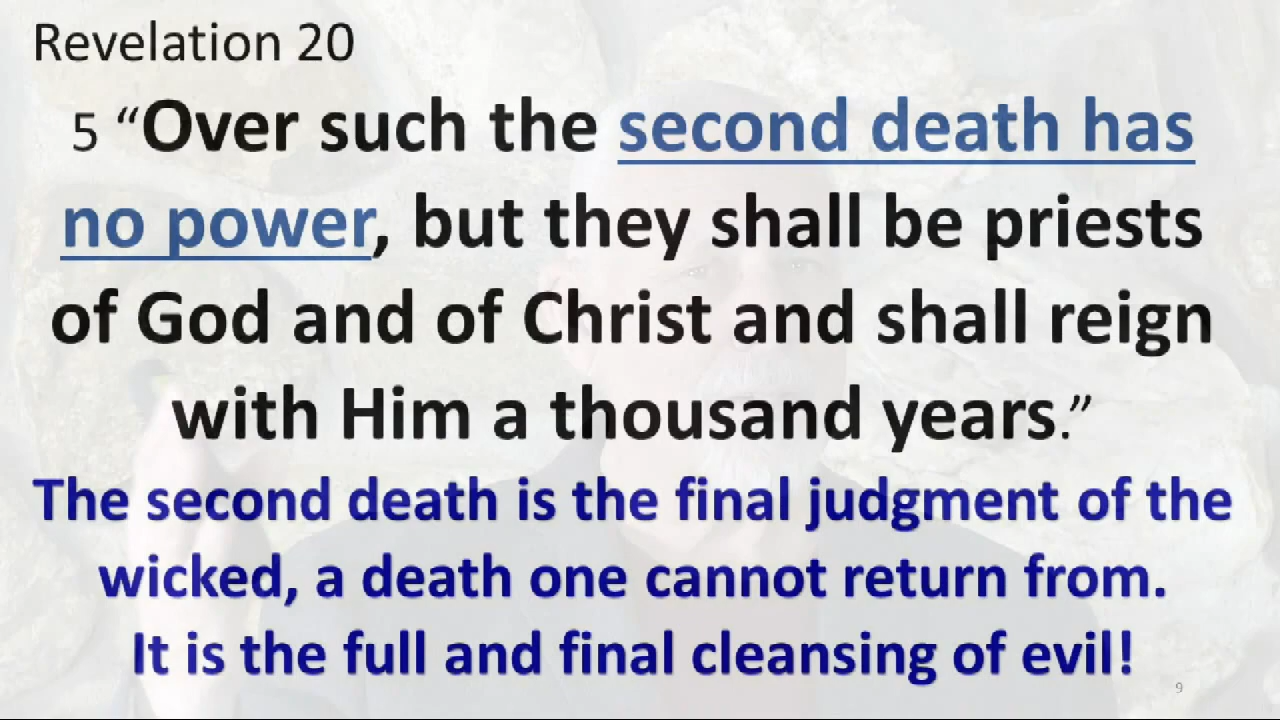 Revelation 20
5 “Over such the second death has
no power, but they shall be priests
of God and of Christ and shall reign
with Him a thousand years.”
The second death is the final judgment of the
wicked, a death one cannot return from.
It is the full and final cleansing of evil!
9